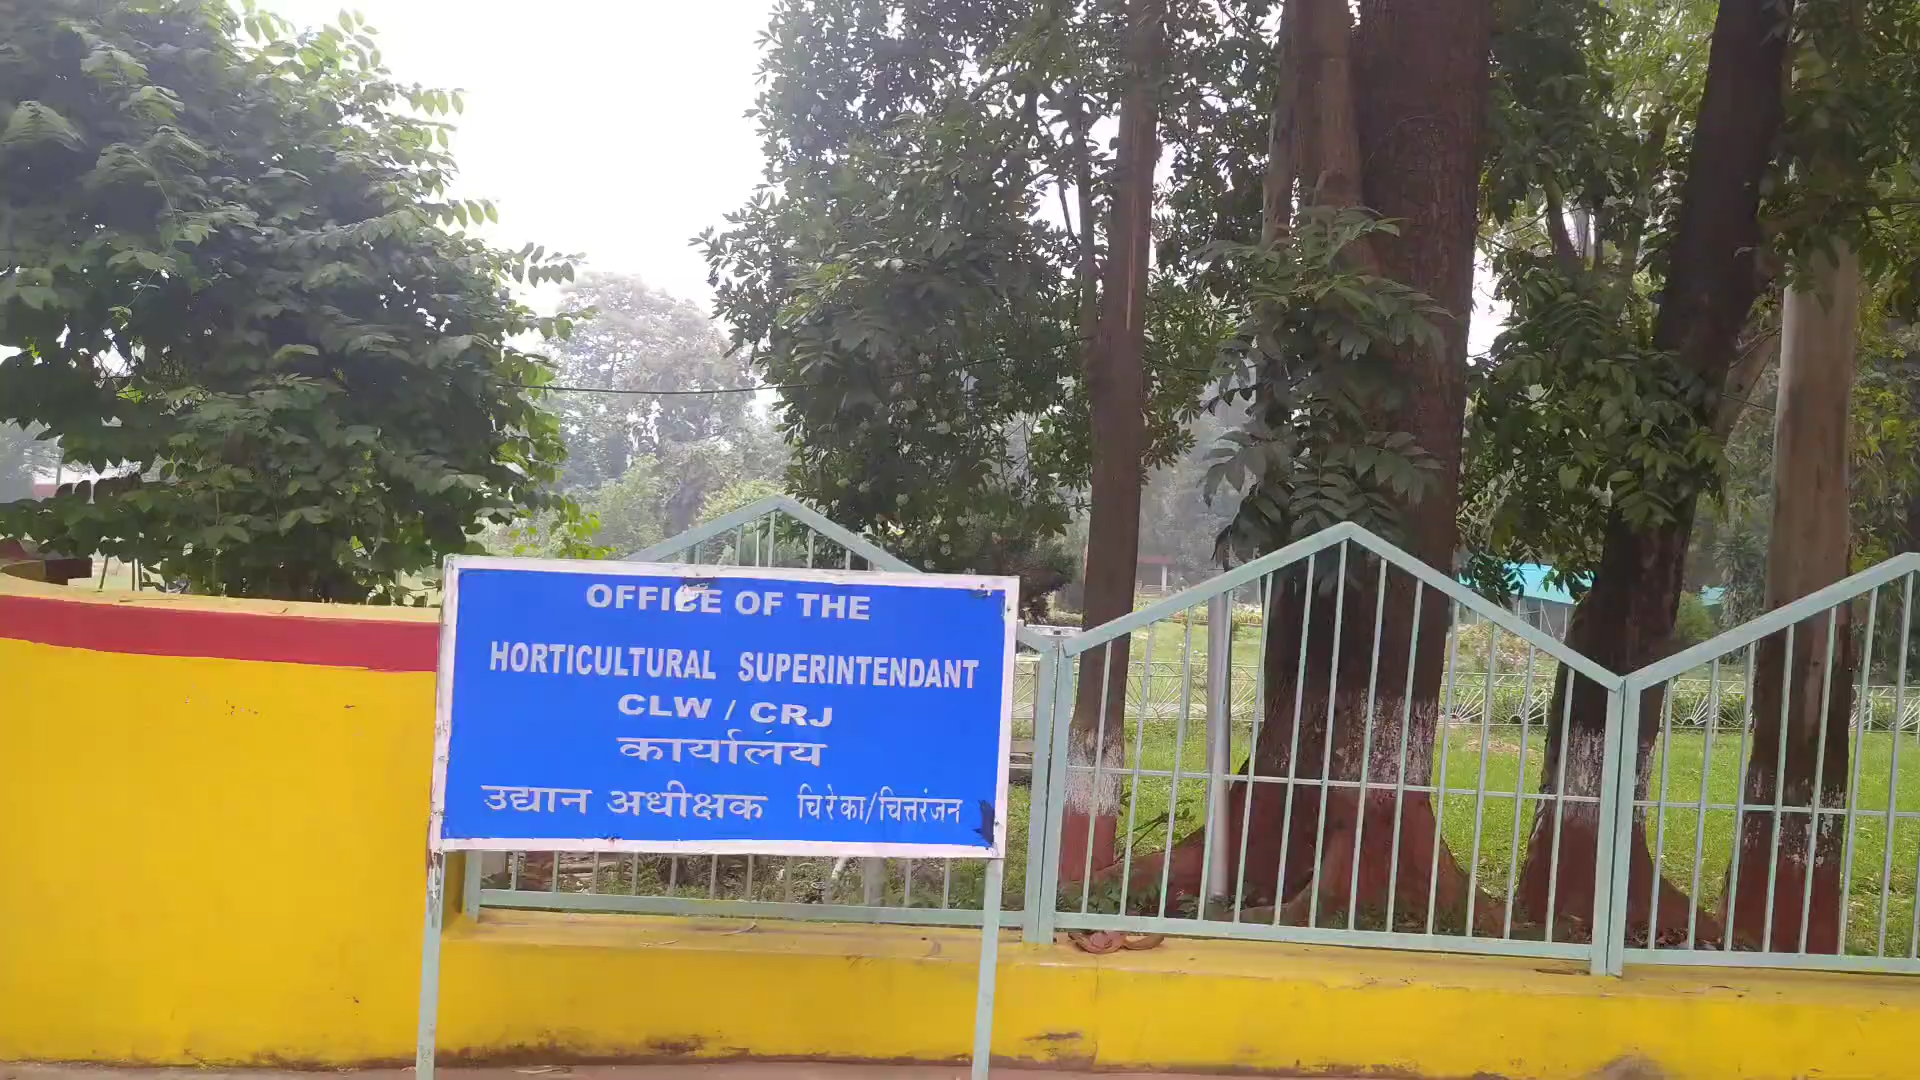 OFFICE OF THE
HORTICULTURAL SUPERINTENDANT
CLW / CRJ
कार्यालय
उद्यान अधीक्षक चिरेका/चित्तरंजन